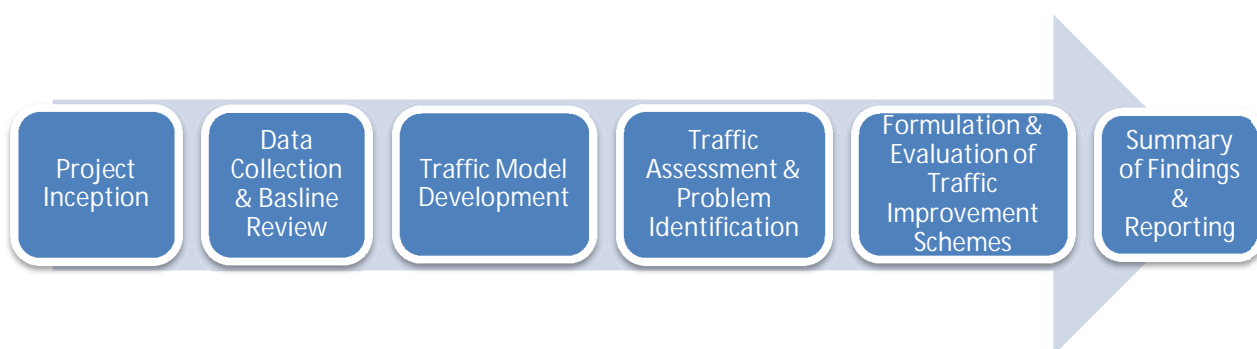 Project
Inception
Data
Collection
& Basline
Review
Traffic Model
Development
Traffic
Assessment &
Problem
Identification
Formulation &
Evaluation of
Traffic
Improvement
Schemes
Summary
of Findings
&
Reporting